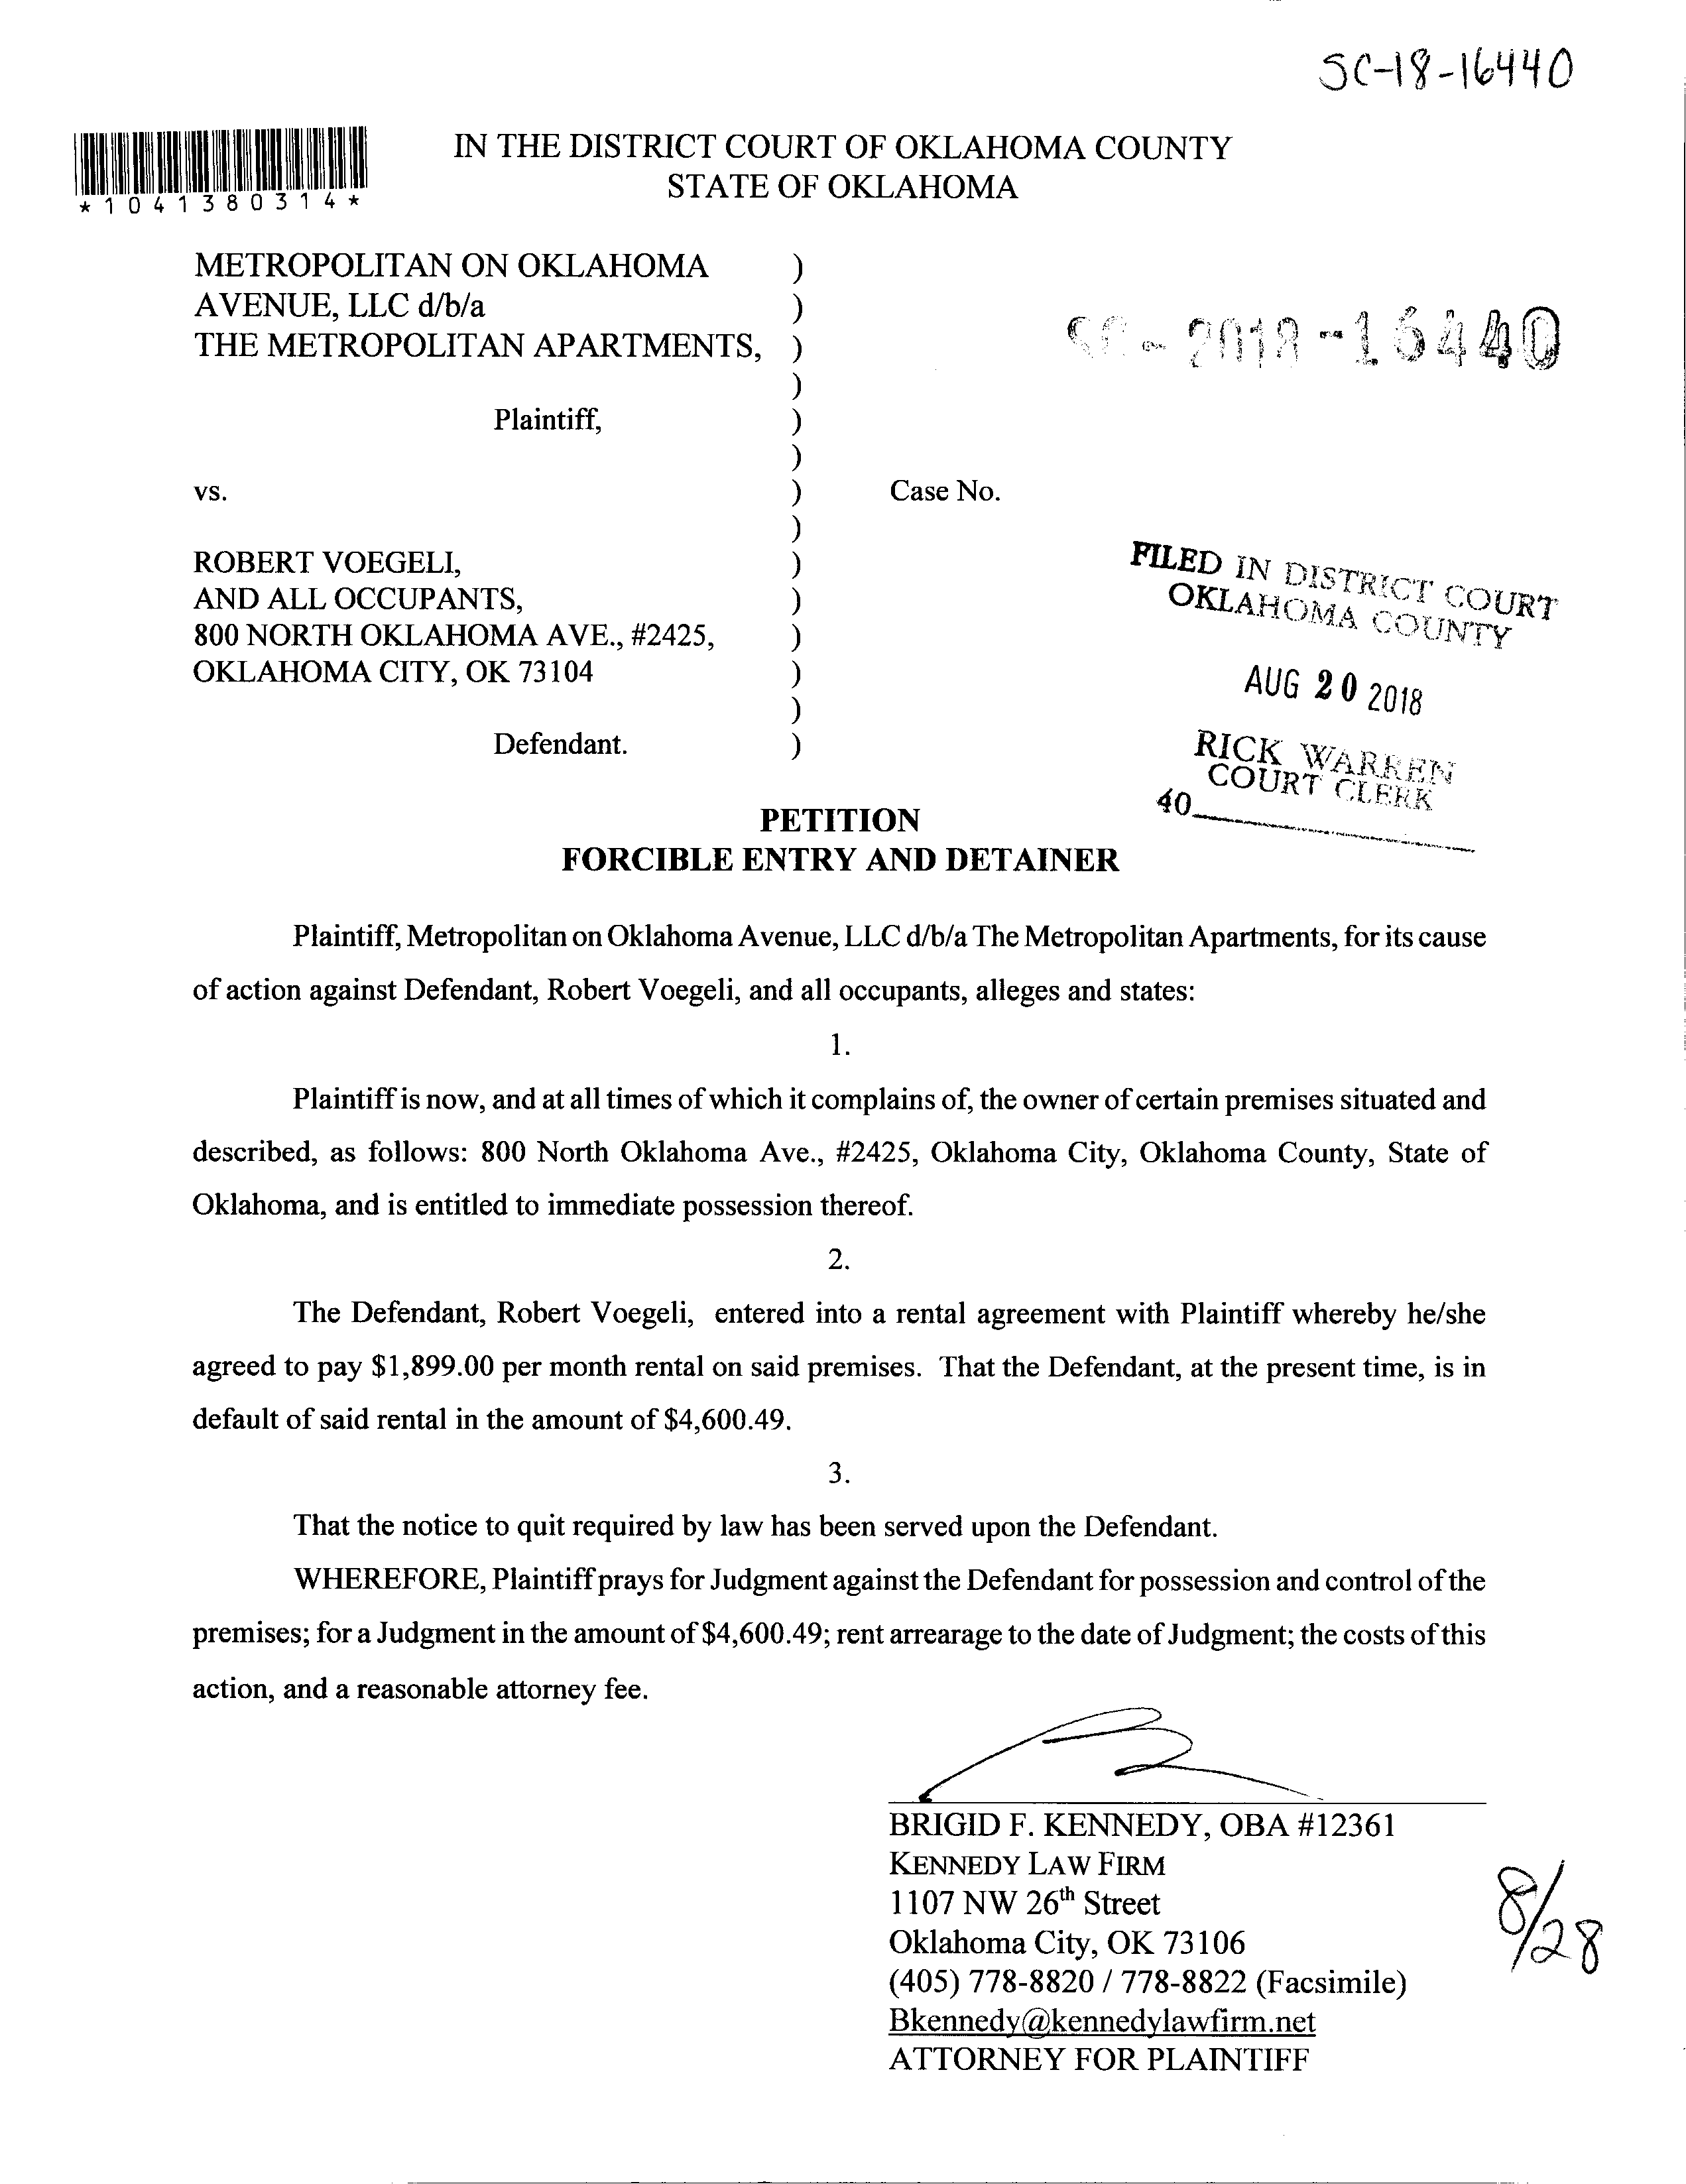 SC-18-16440
IN THE DISTRICT COURT OF OKLAHOMA COUNTY
STATE OF OKLAHOMA
*1041380314*
METROPOLITAN ON OKLAHOMA )
AVENUE, LLC d/b/a )
THE METROPOLITAN APARTMENTS, )
)
SC - 2018 -16440
Plaintiff, )
)
vs. ) Case No.
)
ROBERT VOEGELI, )
AND ALL OCCUPANTS, )
800 NORTH OKLAHOMA AVE., #2425, )
OKLAHOMA CITY, OK 73104 )
)
Defendant. )
FILED IN DISTRICT COURT
OKLAHOMA COUNTY
AUG 20 2018
RICK WARREN
COURT CLERK
40
PETITION
FORCIBLE ENTRY AND DETAINER
Plaintiff, Metropolitan on Oklahoma Avenue, LLC d/b/a The Metropolitan Apartments, for its cause
of action against Defendant, Robert Voegeli, and all occupants, alleges and states:
1.
Plaintiff is now, and at all times of which it complains of, the owner of certain premises situated and
described, as follows: 800 North Oklahoma Ave., #2425, Oklahoma City, Oklahoma County, State of
Oklahoma, and is entitled to immediate possession thereof.
2.
The Defendant, Robert Voegeli, entered into a rental agreement with Plaintiff whereby he/she
agreed to pay $1,899.00 per month rental on said premises. That the Defendant, at the present time, is in
default of said rental in the amount of $4,600.49.
3.
That the notice to quit required by law has been served upon the Defendant.
WHEREFORE, Plaintiff prays for Judgment against the Defendant for possession and control of the
premises; for a Judgment in the amount of $4,600.49; rent arrearage to the date of Judgment; the costs of this
action, and a reasonable attorney fee.
BRIGID F. KENNEDY, OBA #12361
KENNEDY LAW FIRM
1107 NW 26th Street
Oklahoma City, OK 73106
(405) 778-8820 / 778-8822 (Facsimile)
Bkennedy@kennedylawfirm.net
ATTORNEY FOR PLAINTIFF
8/28